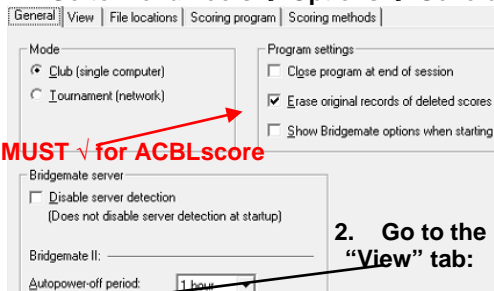 General View File locations Scoring program Scoring methods
Mode
Club (single computer)
Tournament (network)
Program settings
Close program at end of session
Erase original records of deleted scores
Show Bridgemate options when starting
MUST √ for ACBLscore
Bridgemate server
Disable server detection
(Does not disable server detection at startup)
Bridgemate II:
Autopower-off period: 1 hour
2. Go to the
“View” tab: